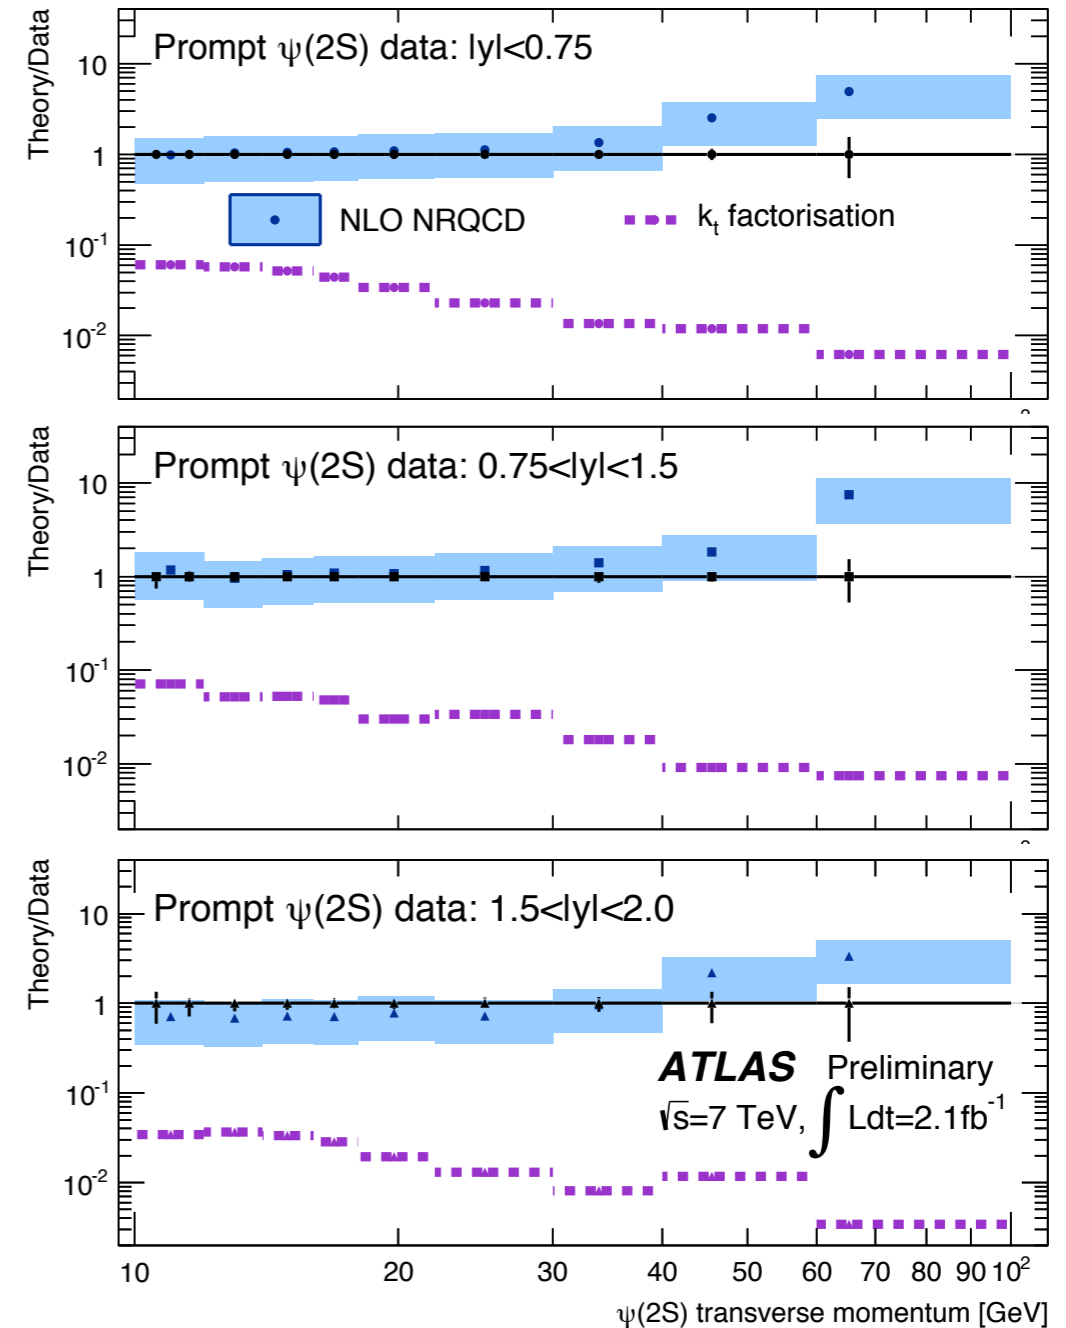 Theory/Data
Prompt ψ(2S) data: |y|<0.75
10
1
10⁻¹
10⁻²
NLO NRQCD
kₜ factorisation
Theory/Data
Prompt ψ(2S) data: 0.75<|y|<1.5
10
1
10⁻¹
10⁻²
Theory/Data
Prompt ψ(2S) data: 1.5<|y|<2.0
10
1
10⁻¹
10⁻²
ATLAS Preliminary
√s=7 TeV, ∫ Ldt=2.1fb⁻¹
10 20 30 40 50 60 70 80 90 10²
ψ(2S) transverse momentum [GeV]